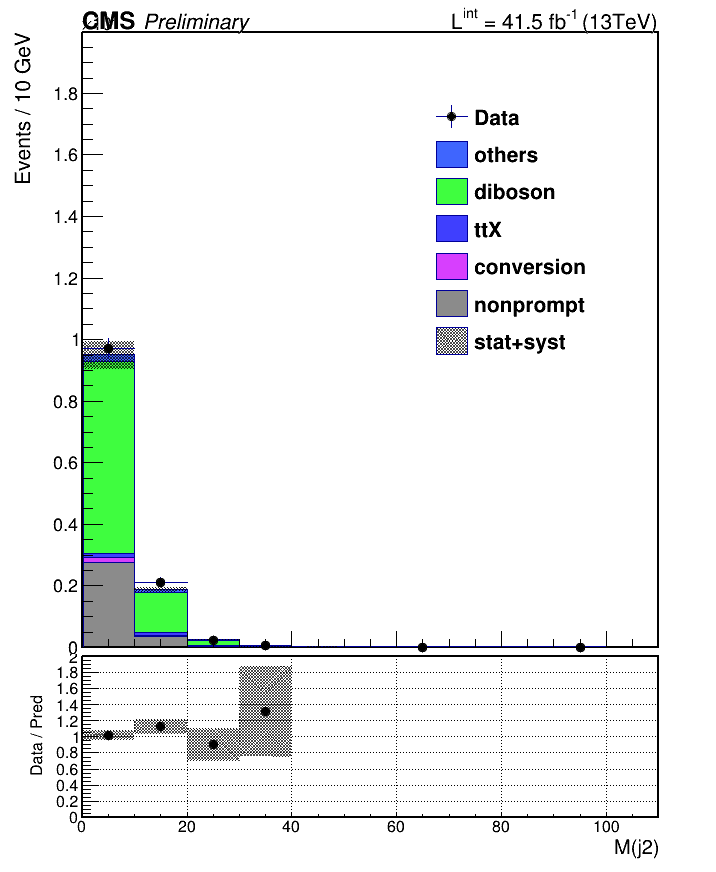 CMS Preliminary
L^int = 41.5 fb^-1 (13TeV)
Events / 10 GeV
1.8
1.6
1.4
1.2
1
0.8
0.6
0.4
0.2
0
Data
others
diboson
ttX
conversion
nonprompt
stat+syst
Data / Pred
2
1.8
1.6
1.4
1.2
1
0.8
0.6
0.4
0.2
0
0 20 40 60 80 100
M(j2)